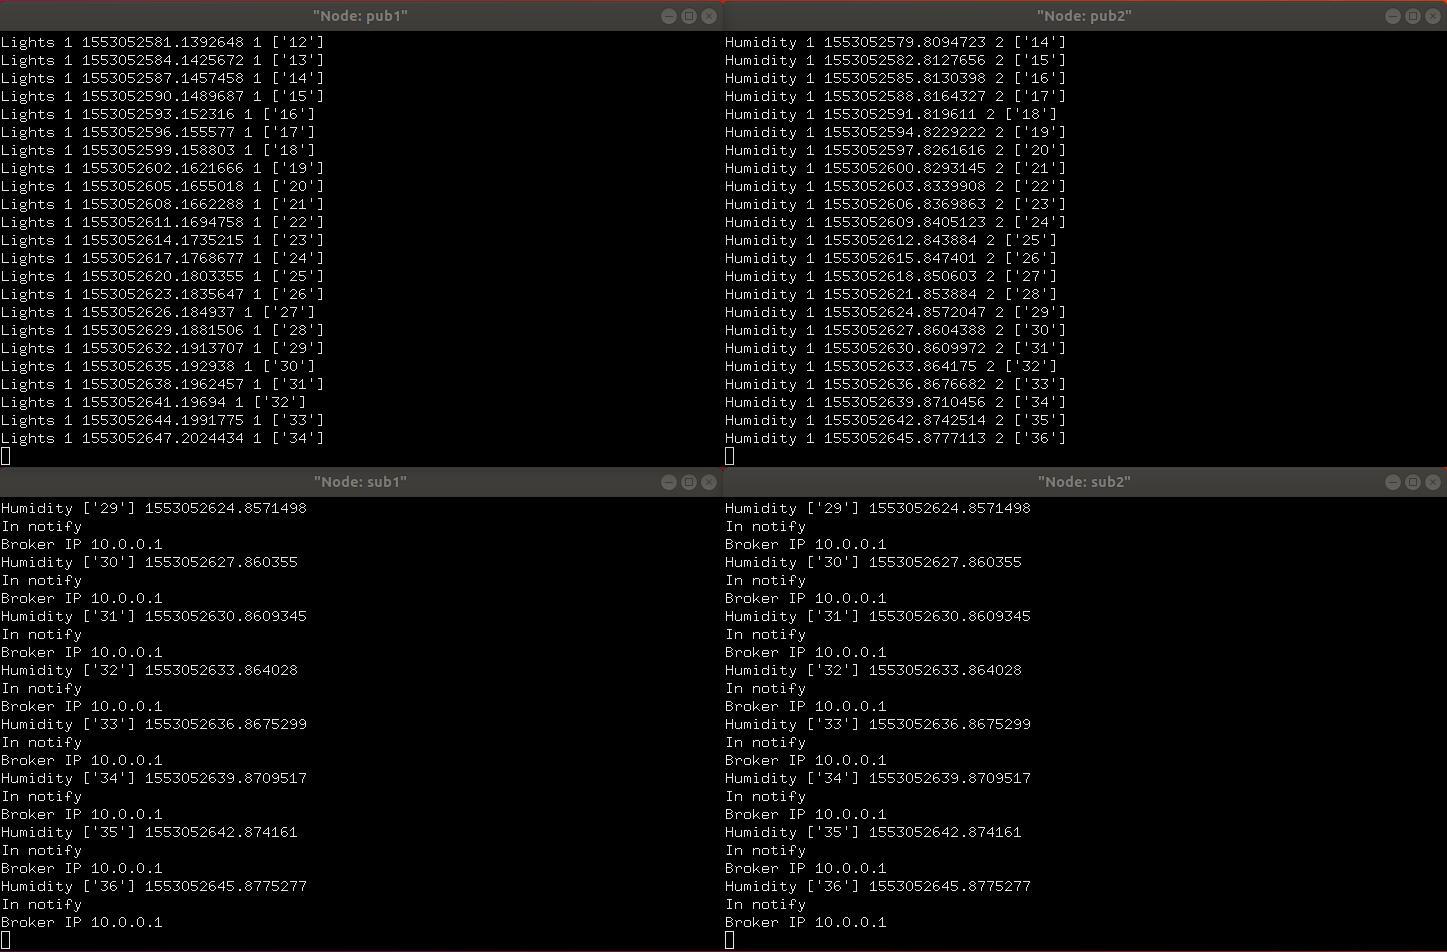 "Node: pub1"
Lights 1 1553052581.1392648 1 ['12']
Lights 1 1553052584.1425672 1 ['13']
Lights 1 1553052587.1457458 1 ['14']
Lights 1 1553052590.1489687 1 ['15']
Lights 1 1553052593.152316 1 ['16']
Lights 1 1553052596.155577 1 ['17']
Lights 1 1553052599.158803 1 ['18']
Lights 1 1553052602.1621666 1 ['19']
Lights 1 1553052605.1655018 1 ['20']
Lights 1 1553052608.1662288 1 ['21']
Lights 1 1553052611.1694758 1 ['22']
Lights 1 1553052614.1735215 1 ['23']
Lights 1 1553052617.1768677 1 ['24']
Lights 1 1553052620.1803355 1 ['25']
Lights 1 1553052623.1835647 1 ['26']
Lights 1 1553052626.184937 1 ['27']
Lights 1 1553052629.1881506 1 ['28']
Lights 1 1553052632.1913707 1 ['29']
Lights 1 1553052635.192938 1 ['30']
Lights 1 1553052638.1962457 1 ['31']
Lights 1 1553052641.19694 1 ['32']
Lights 1 1553052644.1991775 1 ['33']
Lights 1 1553052647.2024434 1 ['34']
"Node: pub2"
Humidity 1 1553052579.8094723 2 ['14']
Humidity 1 1553052582.8127656 2 ['15']
Humidity 1 1553052585.8130398 2 ['16']
Humidity 1 1553052588.8164327 2 ['17']
Humidity 1 1553052591.819611 2 ['18']
Humidity 1 1553052594.8229222 2 ['19']
Humidity 1 1553052597.8261616 2 ['20']
Humidity 1 1553052600.8293145 2 ['21']
Humidity 1 1553052603.8339908 2 ['22']
Humidity 1 1553052606.8369863 2 ['23']
Humidity 1 1553052609.8405123 2 ['24']
Humidity 1 1553052612.843884 2 ['25']
Humidity 1 1553052615.847401 2 ['26']
Humidity 1 1553052618.850603 2 ['27']
Humidity 1 1553052621.853884 2 ['28']
Humidity 1 1553052624.8572047 2 ['29']
Humidity 1 1553052627.8604388 2 ['30']
Humidity 1 1553052630.8609972 2 ['31']
Humidity 1 1553052633.864175 2 ['32']
Humidity 1 1553052636.8676682 2 ['33']
Humidity 1 1553052639.8710456 2 ['34']
Humidity 1 1553052642.8742514 2 ['35']
Humidity 1 1553052645.8777113 2 ['36']
"Node: sub1"
Humidity ['29'] 1553052624.8571498
In notify
Broker IP 10.0.0.1
Humidity ['30'] 1553052627.860355
In notify
Broker IP 10.0.0.1
Humidity ['31'] 1553052630.8609345
In notify
Broker IP 10.0.0.1
Humidity ['32'] 1553052633.864028
In notify
Broker IP 10.0.0.1
Humidity ['33'] 1553052636.8675299
In notify
Broker IP 10.0.0.1
Humidity ['34'] 1553052639.8709517
In notify
Broker IP 10.0.0.1
Humidity ['35'] 1553052642.874161
In notify
Broker IP 10.0.0.1
Humidity ['36'] 1553052645.8775277
In notify
Broker IP 10.0.0.1
"Node: sub2"
Humidity ['29'] 1553052624.8571498
In notify
Broker IP 10.0.0.1
Humidity ['30'] 1553052627.860355
In notify
Broker IP 10.0.0.1
Humidity ['31'] 1553052630.8609345
In notify
Broker IP 10.0.0.1
Humidity ['32'] 1553052633.864028
In notify
Broker IP 10.0.0.1
Humidity ['33'] 1553052636.8675299
In notify
Broker IP 10.0.0.1
Humidity ['34'] 1553052639.8709517
In notify
Broker IP 10.0.0.1
Humidity ['35'] 1553052642.874161
In notify
Broker IP 10.0.0.1
Humidity ['36'] 1553052645.8775277
In notify
Broker IP 10.0.0.1